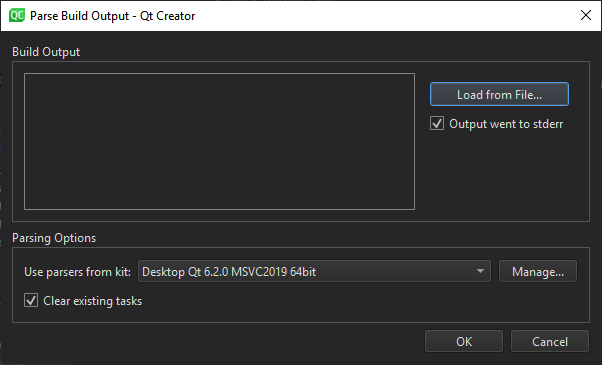 QC Parse Build Output - Qt Creator
Build Output
Load from File...
Output went to stderr
Parsing Options
Use parsers from kit: Desktop Qt 6.2.0 MSVC2019 64bit Manage...
Clear existing tasks
OK Cancel